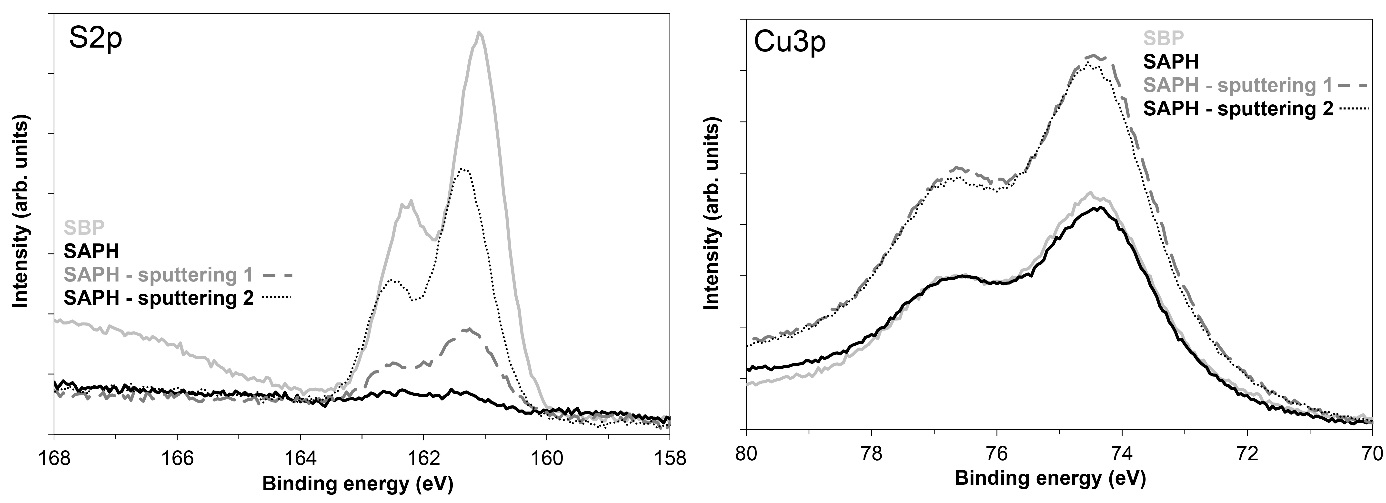 S2p
SBP
SAPH
SAPH - sputtering 1
SAPH - sputtering 2
Intensity (arb. units)
168 166 164 162 160 158
Binding energy (eV)
Cu3p
SBP
SAPH
SAPH - sputtering 1
SAPH - sputtering 2
Intensity (arb. units)
80 78 76 74 72 70
Binding energy (eV)